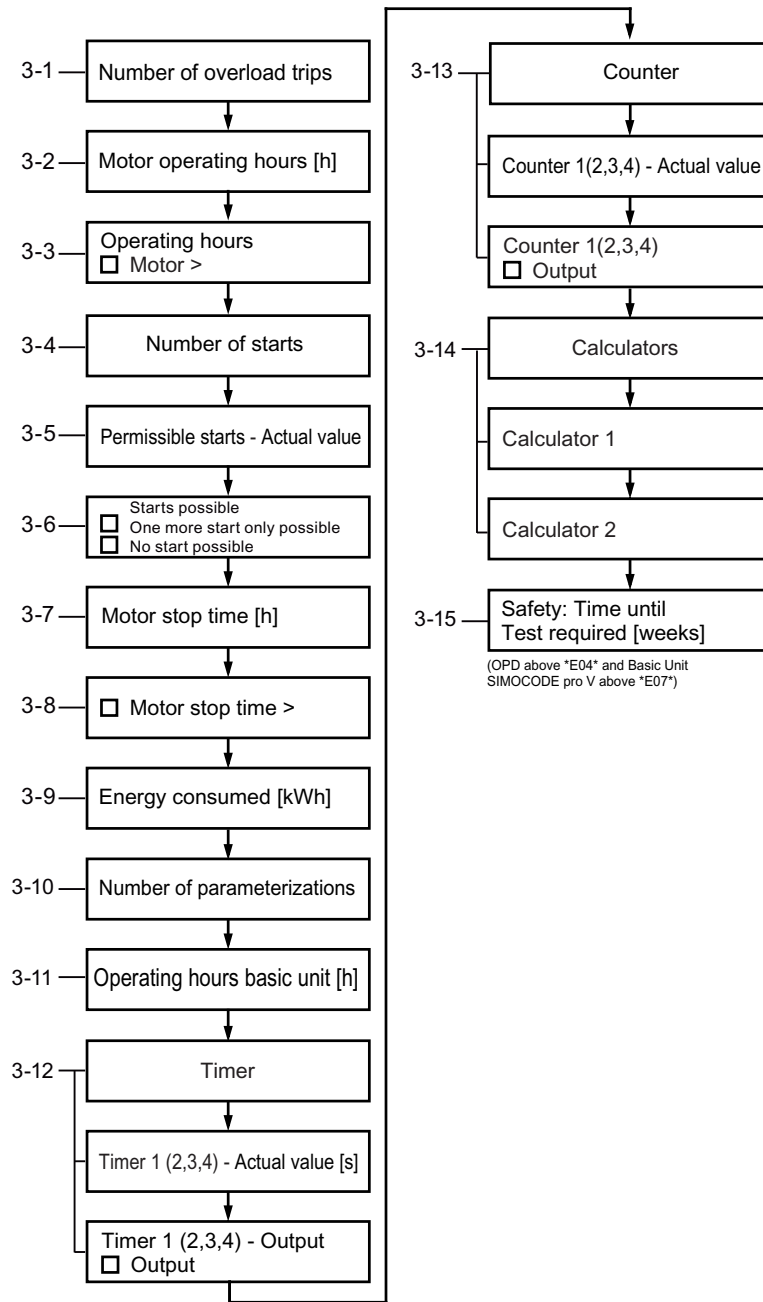 3-1
Number of overload trips
3-2
Motor operating hours [h]
3-3
Operating hours
Motor >
3-4
Number of starts
3-5
Permissible starts - Actual value
3-6
Starts possible
One more start only possible
No start possible
3-7
Motor stop time [h]
3-8
Motor stop time >
3-9
Energy consumed [kWh]
3-10
Number of parameterizations
3-11
Operating hours basic unit [h]
3-12
Timer
Timer 1 (2,3,4) - Actual value [s]
Timer 1 (2,3,4) - Output
Output
3-13
Counter
Counter 1(2,3,4) - Actual value
Counter 1(2,3,4)
Output
3-14
Calculators
Calculator 1
Calculator 2
3-15
Safety: Time until
Test required [weeks]
(OPD above *E04* and Basic Unit
SIMOCODE pro V above *E07*)